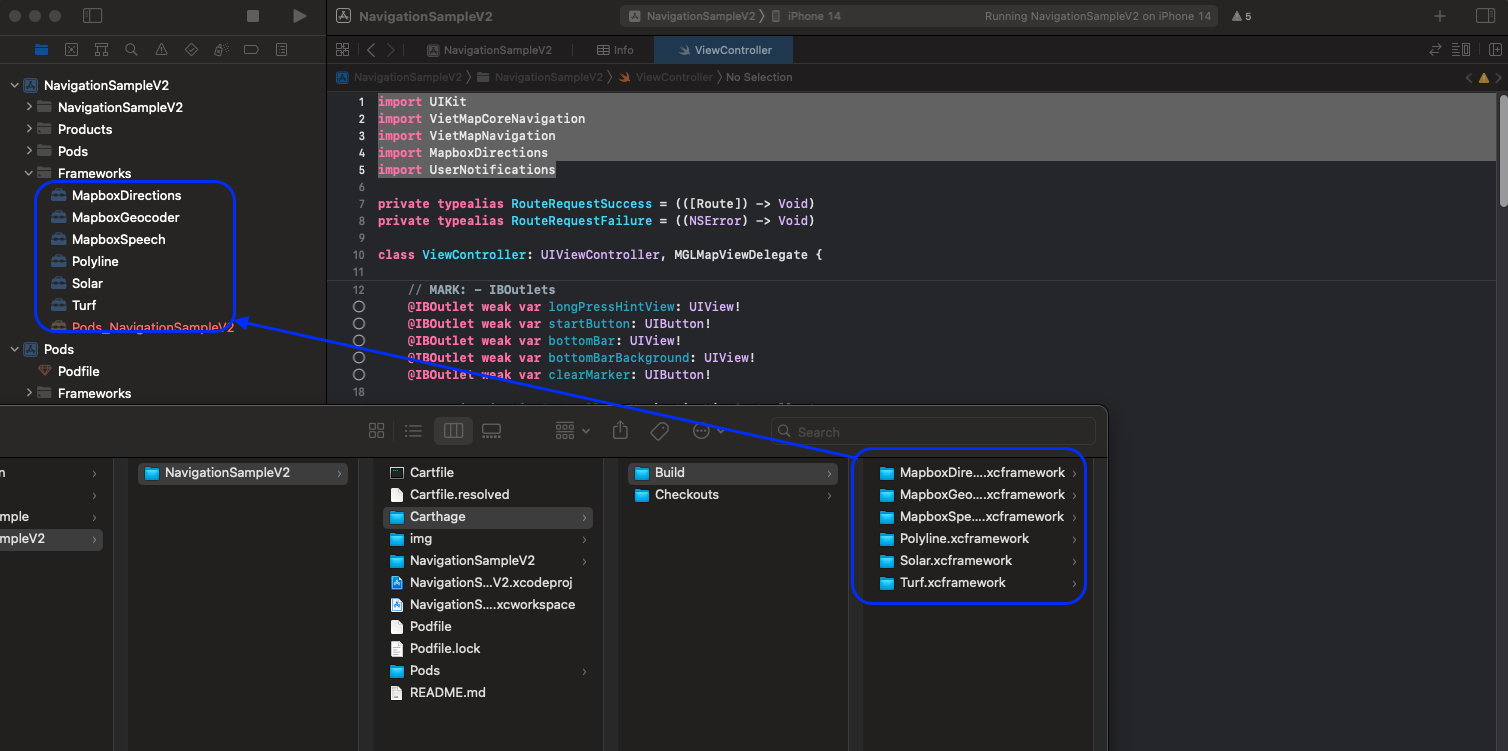 NavigationSampleV2
NavigationSampleV2 iPhone 14
Running NavigationSampleV2 on iPhone 14
5
NavigationSampleV2
Info
ViewController
NavigationSampleV2 NavigationSampleV2 ViewController No Selection
NavigationSampleV2
NavigationSampleV2
Products
Pods
Frameworks
MapboxDirections
MapboxGeocoder
MapboxSpeech
Polyline
Solar
Turf
Pods_NavigationSampleV2
Pods
Podfile
Frameworks
1 import UIKit
2 import VietMapCoreNavigation
3 import VietMapNavigation
4 import MapboxDirections
5 import UserNotifications
6
7 private typealias RouteRequestSuccess = (([Route]) -> Void)
8 private typealias RouteRequestFailure = ((NSError) -> Void)
9
10 class ViewController: UIViewController, MGLMapViewDelegate {
11
12 // MARK: - IBOutlets
@IBOutlet weak var longPressHintView: UIView!
@IBOutlet weak var startButton: UIButton!
@IBOutlet weak var bottomBar: UIView!
@IBOutlet weak var bottomBarBackground: UIView!
@IBOutlet weak var clearMarker: UIButton!
18
Search
n
mple
mpleV2
NavigationSampleV2
Cartfile
Cartfile.resolved
Carthage
img
NavigationSampleV2
NavigationS...V2.xcodeproj
NavigationS....xcworkspace
Podfile
Podfile.lock
Pods
README.md
Build
Checkouts
MapboxDire....xcframework
MapboxGeo....xcframework
MapboxSpe....xcframework
Polyline.xcframework
Solar.xcframework
Turf.xcframework